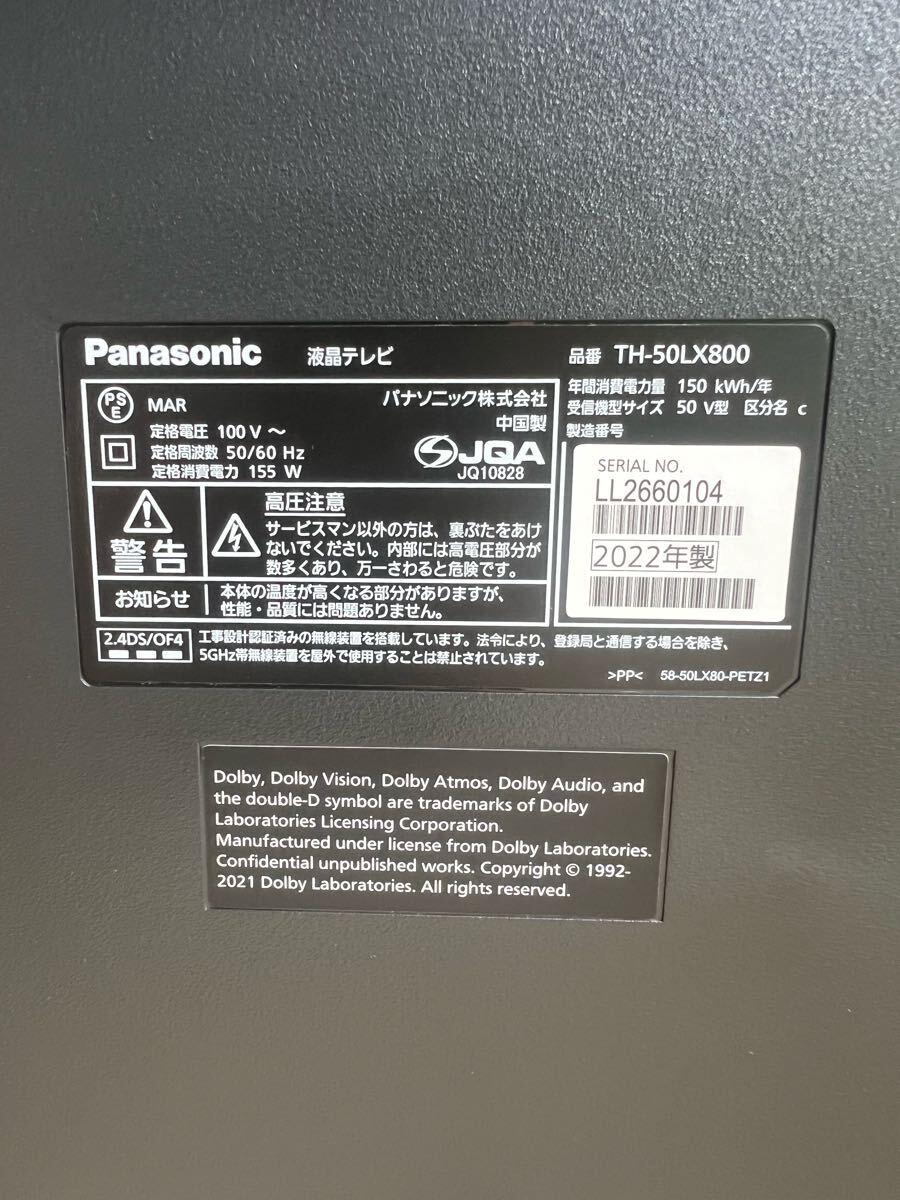 Panasonic 液晶テレビ 品番 TH-50LX800
PS E MAR
パナソニック株式会社
中国製
定格電圧 100 V ～
定格周波数 50/60 Hz
定格消費電力 155 W
JQA
JQ10828
年間消費電力量 150 kWh/年
受信機型サイズ 50 V型 区分名 c
製造番号
SERIAL NO.
LL2660104
2022年製
警告
高圧注意
サービスマン以外の方は、裏ぶたをあけ
ないでください。内部には高電圧部分が
数多くあり、万一さわると危険です。
お知らせ
本体の温度が高くなる部分がありますが、
性能・品質には問題ありません。
2.4DS/OF4
工事設計認証済みの無線装置を搭載しています。法令により、登録局と通信する場合を除き、
5GHz帯無線装置を屋外で使用することは禁止されています。
>PP< 58-50LX80-PETZ1
Dolby, Dolby Vision, Dolby Atmos, Dolby Audio, and
the double-D symbol are trademarks of Dolby
Laboratories Licensing Corporation.
Manufactured under license from Dolby Laboratories.
Confidential unpublished works. Copyright © 1992-
2021 Dolby Laboratories. All rights reserved.